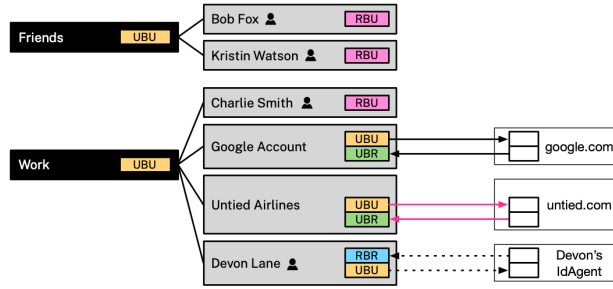 Friends UBU
Bob Fox RBU
Kristin Watson RBU
Work UBU
Charlie Smith RBU
Google Account UBU
UBR
google.com
Untied Airlines UBU
UBR
untied.com
Devon Lane RBR
UBU
Devon's
IdAgent